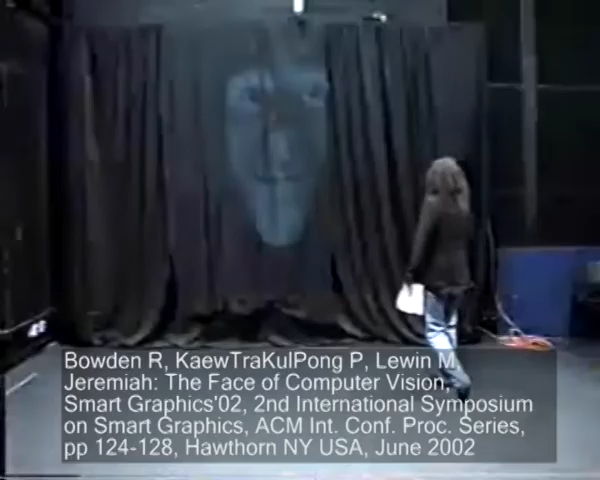 Bowden R, KaewTraKulPong P, Lewin M
Jeremiah: The Face of Computer Vision,
Smart Graphics'02, 2nd International Symposium
on Smart Graphics, ACM Int. Conf. Proc. Series,
pp 124-128, Hawthorn NY USA, June 2002